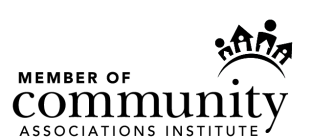 MEMBER OF
community
ASSOCIATIONS INSTITUTE